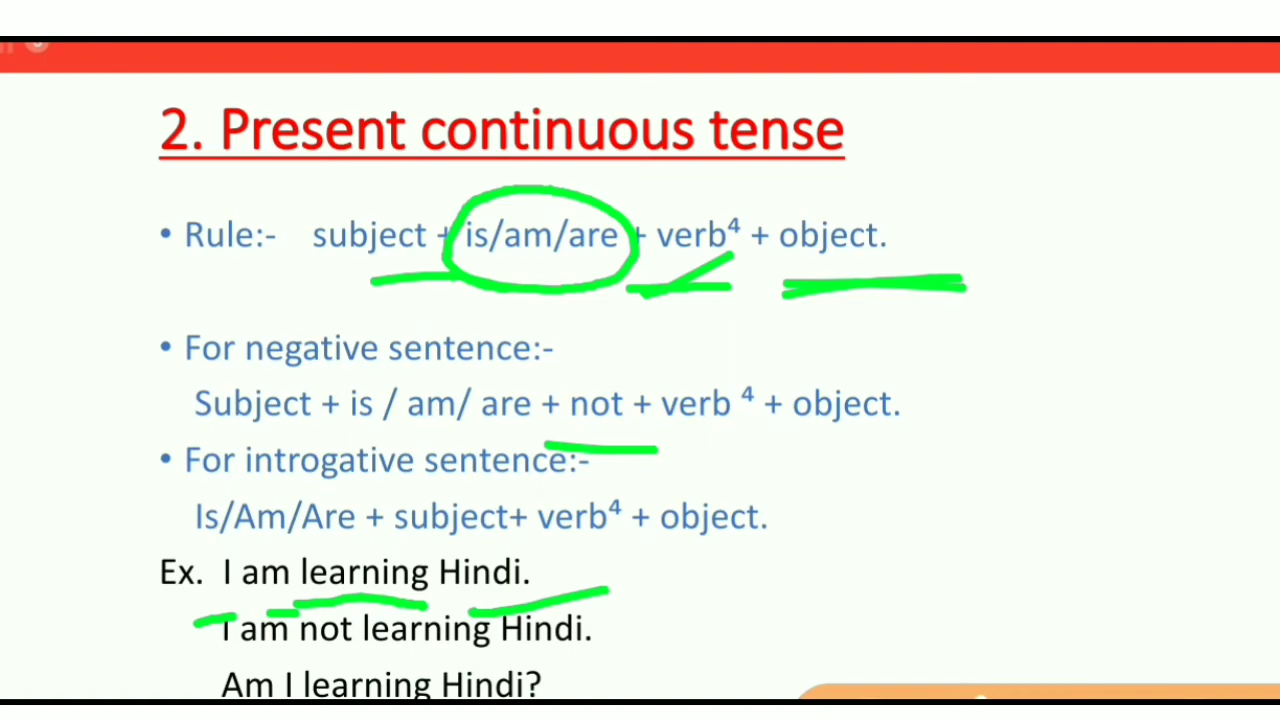 2. Present continuous tense
• Rule:- subject + is/am/are + verb⁴ + object.
• For negative sentence:-
Subject + is / am/ are + not + verb ⁴ + object.
• For introgative sentence:-
Is/Am/Are + subject+ verb⁴ + object.
Ex. I am learning Hindi.
I am not learning Hindi.
Am I learning Hindi?